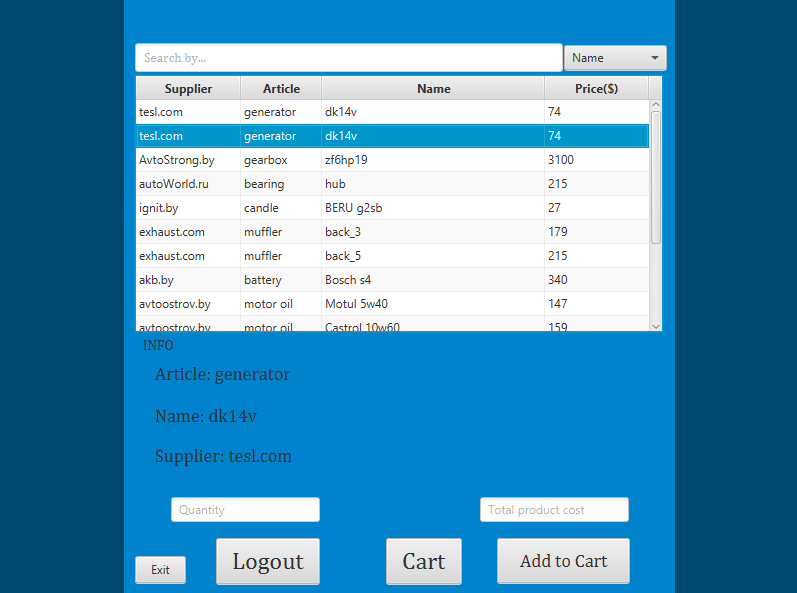 Search by...
Name
Supplier Article Name Price($)
tesl.com generator dk14v 74
tesl.com generator dk14v 74
AvtoStrong.by gearbox zf6hp19 3100
autoWorld.ru bearing hub 215
ignit.by candle BERU g2sb 27
exhaust.com muffler back_3 179
exhaust.com muffler back_5 215
akb.by battery Bosch s4 340
avtoostrov.by motor oil Motul 5w40 147
avtoostrov.by motor oil Castrol 10w60 159
INFO
Article: generator
Name: dk14v
Supplier: tesl.com
Quantity
Total product cost
Exit
Logout
Cart
Add to Cart